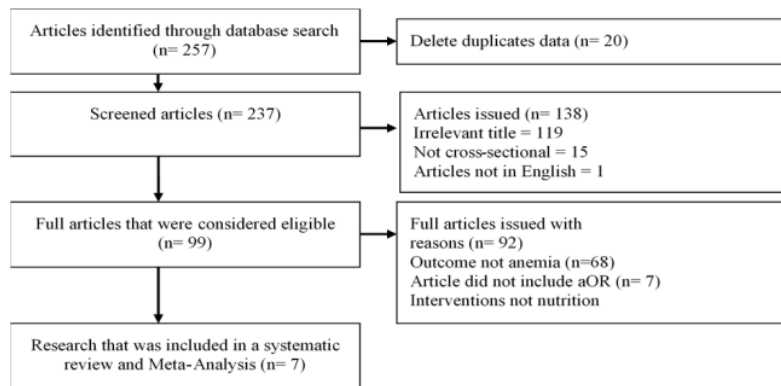 Articles identified through database search
(n= 257)
Delete duplicates data (n= 20)
Screened articles (n= 237)
Articles issued (n= 138)
Irrelevant title = 119
Not cross-sectional = 15
Articles not in English = 1
Full articles that were considered eligible
(n= 99)
Full articles issued with
reasons (n= 92)
Outcome not anemia (n=68)
Article did not include aOR (n= 7)
Interventions not nutrition
Research that was included in a systematic
review and Meta-Analysis (n= 7)